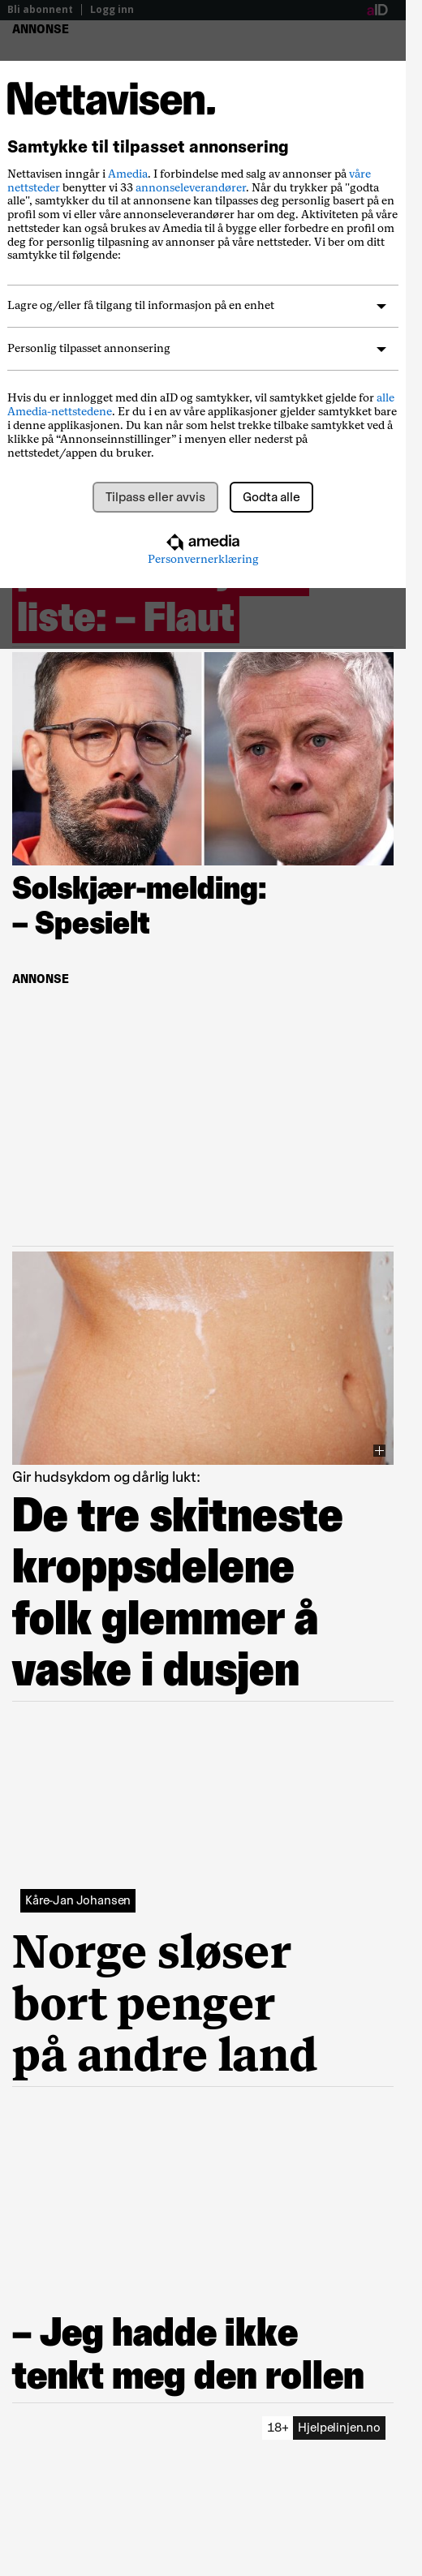 Bli abonnent
Logg inn
aID
ANNONSE
Nettavisen.
Samtykke til tilpasset annonsering
Nettavisen inngår i Amedia. I forbindelse med salg av annonser på våre
nettsteder benytter vi 33 annonseleverandører. Når du trykker på "godta
alle", samtykker du til at annonsene kan tilpasses deg personlig basert på en
profil som vi eller våre annonseleverandører har om deg. Aktiviteten på våre
nettsteder kan også brukes av Amedia til å bygge eller forbedre en profil om
deg for personlig tilpasning av annonser på våre nettsteder. Vi ber om ditt
samtykke til følgende:
Lagre og/eller få tilgang til informasjon på en enhet
Personlig tilpasset annonsering
Hvis du er innlogget med din aID og samtykker, vil samtykket gjelde for alle
Amedia-nettstedene. Er du i en av våre applikasjoner gjelder samtykket bare
i denne applikasjonen. Du kan når som helst trekke tilbake samtykket ved å
klikke på “Annonseinnstillinger” i menyen eller nederst på
nettstedet/appen du bruker.
Tilpass eller avvis
Godta alle
amedia
Personvernerklæring
liste: – Flaut
Solskjær-melding:
– Spesielt
ANNONSE
Gir hudsykdom og dårlig lukt:
De tre skitneste
kroppsdelene
folk glemmer å
vaske i dusjen
Kåre-Jan Johansen
Norge sløser
bort penger
på andre land
– Jeg hadde ikke
tenkt meg den rollen
18+ Hjelpelinjen.no